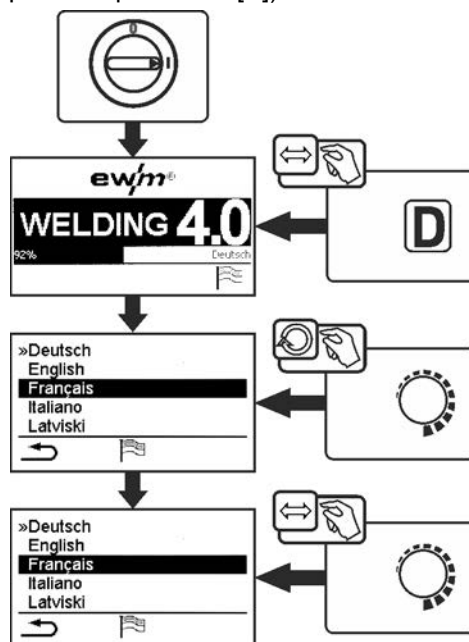 0
I
ewm®
WELDING 4.0
92% Deutsch
D
»Deutsch
English
Français
Italiano
Latviski
»Deutsch
English
Français
Italiano
Latviski